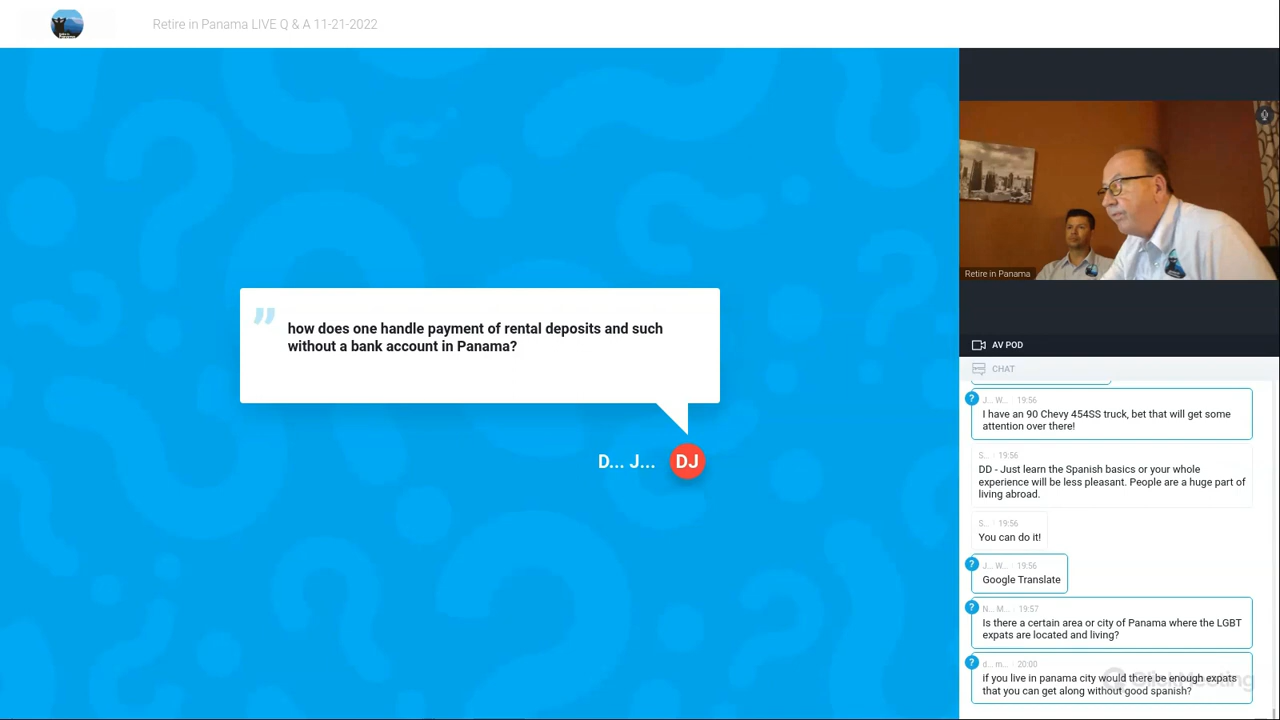 Retire in Panama LIVE Q & A 11-21-2022
how does one handle payment of rental deposits and such
without a bank account in Panama?
D... J...
DJ
Retire in Panama
AV POD
CHAT
J... W... 19:56
I have an 90 Chevy 454SS truck, bet that will get some
attention over there!
S... 19:56
DD - Just learn the Spanish basics or your whole
experience will be less pleasant. People are a huge part of
living abroad.
S... 19:56
You can do it!
J... W... 19:56
Google Translate
N... M... 19:57
Is there a certain area or city of Panama where the LGBT
expats are located and living?
d... m... 20:00
if you live in panama city would there be enough expats
that you can get along without good spanish?